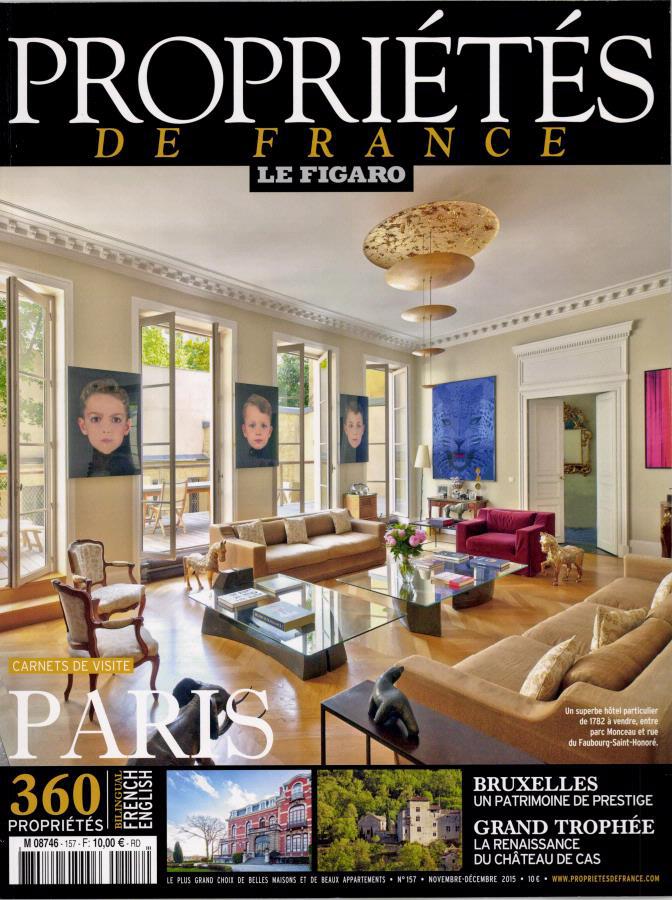 PROPRIÉTÉS
DE FRANCE
LE FIGARO
CARNETS DE VISITE
PARIS
Un superbe hôtel particulier
de 1782 à vendre, entre
parc Monceau et rue
du Faubourg-Saint-Honoré.
360
PROPRIÉTÉS
BILINGUAL
FRENCH
ENGLISH
BRUXELLES
UN PATRIMOINE DE PRESTIGE
GRAND TROPHÉE
LA RENAISSANCE
DU CHÂTEAU DE CAS
M 08746 - 157 - F: 10,00 € - RD
LE PLUS GRAND CHOIX DE BELLES MAISONS ET DE BEAUX APPARTEMENTS • N°157 • NOVEMBRE-DÉCEMBRE 2015 • 10 € • WWW.PROPRIETESDEFRANCE.COM